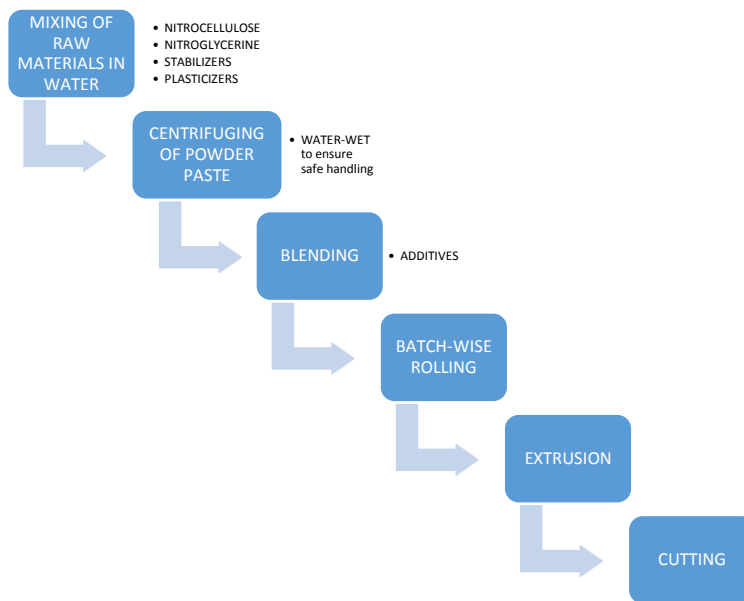 MIXING OF
RAW
MATERIALS IN
WATER
• NITROCELLULOSE
• NITROGLYCERINE
• STABILIZERS
• PLASTICIZERS
CENTRIFUGING
OF POWDER
PASTE
• WATER-WET
to ensure
safe handling
BLENDING
• ADDITIVES
BATCH-WISE
ROLLING
EXTRUSION
CUTTING